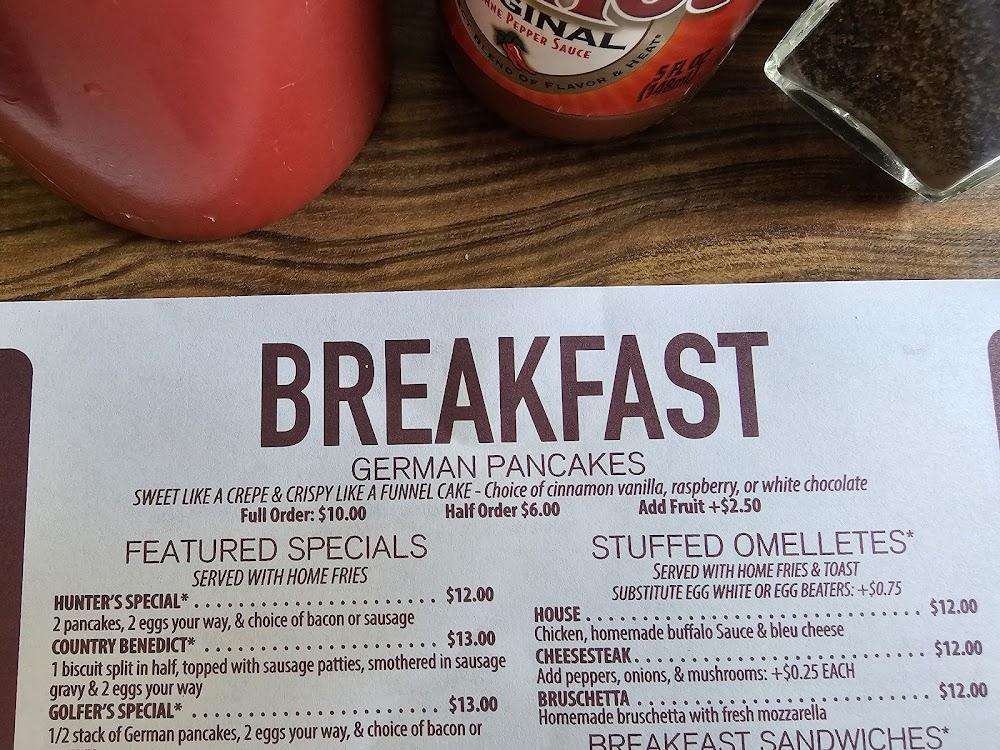 ORIGINAL
PEPPER SAUCE
BLEND OF FLAVOR & HEAT*
5 FL OZ
(148mL)
BREAKFAST
GERMAN PANCAKES
SWEET LIKE A CREPE & CRISPY LIKE A FUNNEL CAKE - Choice of cinnamon vanilla, raspberry, or white chocolate
Full Order: $10.00 Half Order $6.00 Add Fruit +$2.50
FEATURED SPECIALS
SERVED WITH HOME FRIES
HUNTER'S SPECIAL* . . . . . . . . . . . . . . . . . . . . . . . . . $12.00
2 pancakes, 2 eggs your way, & choice of bacon or sausage
COUNTRY BENEDICT* . . . . . . . . . . . . . . . . . . . . . . . . $13.00
1 biscuit split in half, topped with sausage patties, smothered in sausage
gravy & 2 eggs your way
GOLFER'S SPECIAL* . . . . . . . . . . . . . . . . . . . . . . . . . $13.00
1/2 stack of German pancakes, 2 eggs your way, & choice of bacon or
STUFFED OMELLETES*
SERVED WITH HOME FRIES & TOAST
SUBSTITUTE EGG WHITE OR EGG BEATERS: +$0.75
HOUSE . . . . . . . . . . . . . . . . . . . . . . . . . . . . . . . . . . $12.00
Chicken, homemade buffalo Sauce & bleu cheese
CHEESESTEAK. . . . . . . . . . . . . . . . . . . . . . . . . . . . . $12.00
Add peppers, onions, & mushrooms: +$0.25 EACH
BRUSCHETTA . . . . . . . . . . . . . . . . . . . . . . . . . . . . . $12.00
Homemade bruschetta with fresh mozzarella
BREAKFAST SANDWICHES*